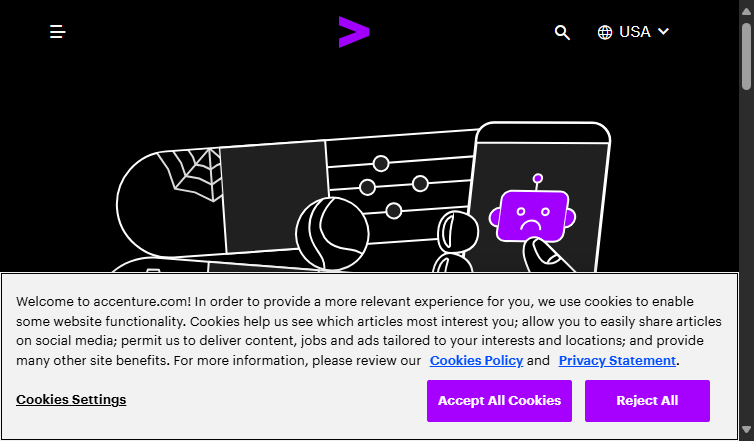 USA
Welcome to accenture.com! In order to provide a more relevant experience for you, we use cookies to enable
some website functionality. Cookies help us see which articles most interest you; allow you to easily share articles
on social media; permit us to deliver content, jobs and ads tailored to your interests and locations; and provide
many other site benefits. For more information, please review our Cookies Policy and Privacy Statement.
Cookies Settings
Accept All Cookies
Reject All